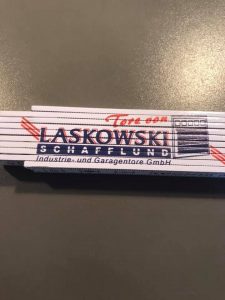 Tore von
LASKOWSKI
SCHAFFLUND
Industrie- und Garagentore GmbH